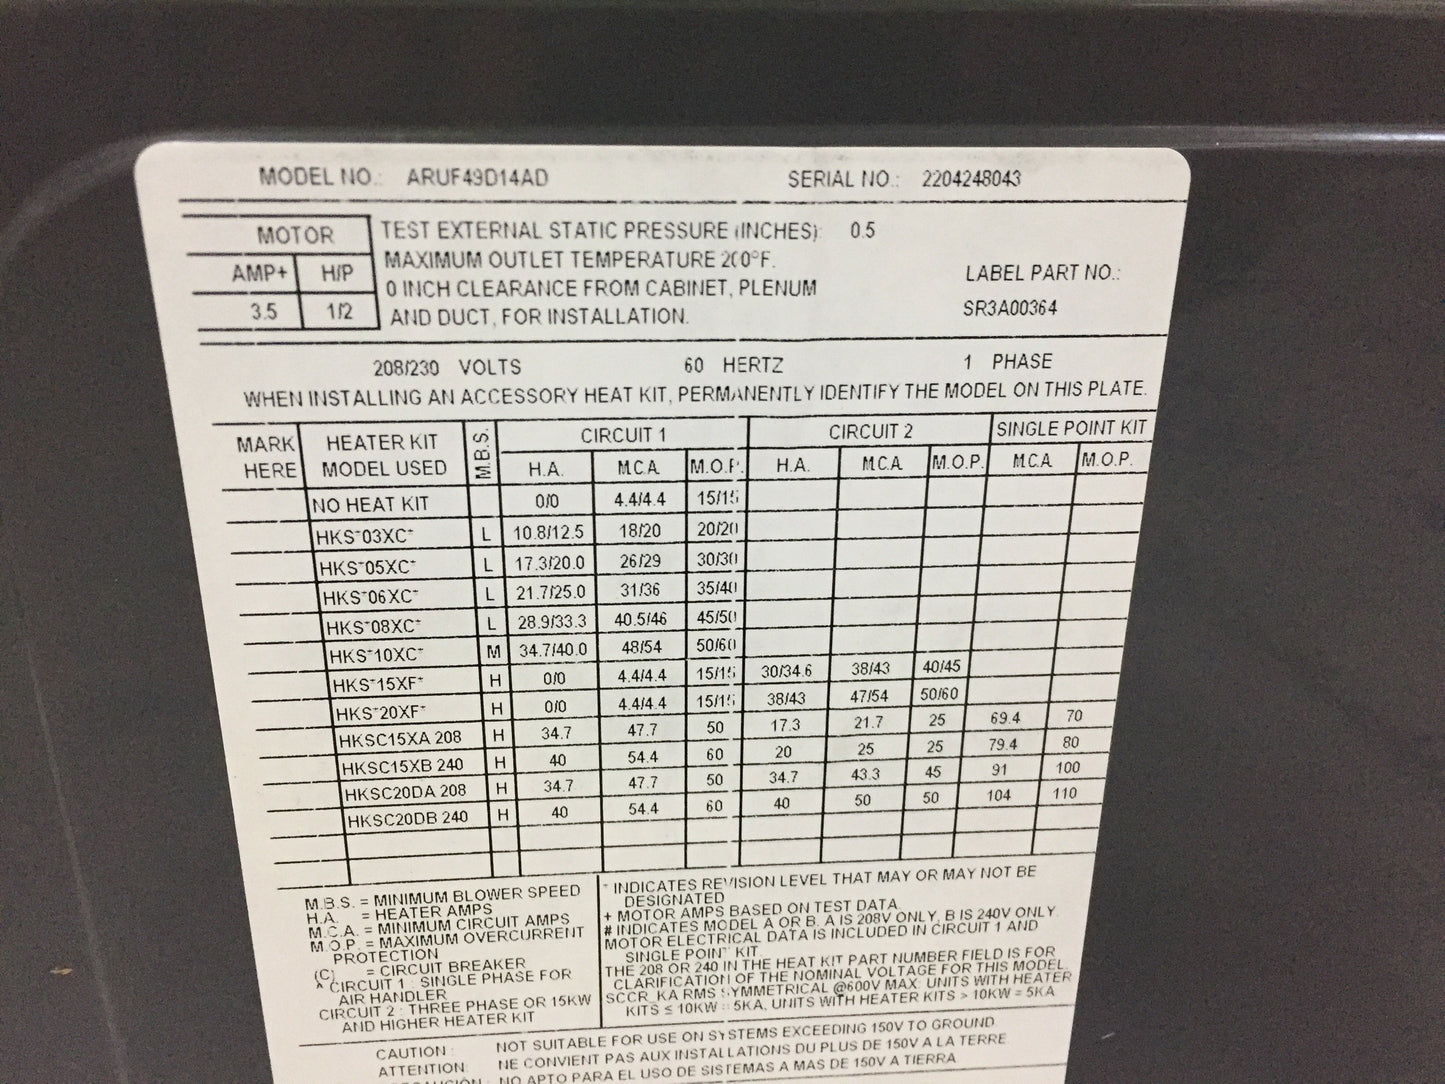 MODEL NO.: ARUF49D14AD SERIAL NO.: 2204248043
MOTOR
AMP+ H/P
3.5 1/2
TEST EXTERNAL STATIC PRESSURE (INCHES): 0.5
MAXIMUM OUTLET TEMPERATURE 200°F.
0 INCH CLEARANCE FROM CABINET, PLENUM
AND DUCT, FOR INSTALLATION.
LABEL PART NO.:
SR3A00364
208/230 VOLTS 60 HERTZ 1 PHASE
WHEN INSTALLING AN ACCESSORY HEAT KIT, PERMANENTLY IDENTIFY THE MODEL ON THIS PLATE.
MARK HERE HEATER KIT MODEL USED M.B.S. CIRCUIT 1 CIRCUIT 2 SINGLE POINT KIT
H.A. M.C.A. M.O.P. H.A. M.C.A. M.O.P. M.C.A. M.O.P.
NO HEAT KIT 0/0 4.4/4.4 15/15
HKS*03XC* L 10.8/12.5 18/20 20/20
HKS*05XC* L 17.3/20.0 26/29 30/30
HKS*06XC* L 21.7/25.0 31/36 35/40
HKS*08XC* L 28.9/33.3 40.5/46 45/50
HKS*10XC* M 34.7/40.0 48/54 50/60
HKS*15XF* H 0/0 4.4/4.4 15/15 30/34.6 38/43 40/45
HKS*20XF* H 0/0 4.4/4.4 15/15 38/43 47/54 50/60
HKSC15XA 208 H 34.7 47.7 50 17.3 21.7 25 69.4 70
HKSC15XB 240 H 40 54.4 60 20 25 25 79.4 80
HKSC20DA 208 H 34.7 47.7 50 34.7 43.3 45 91 100
HKSC20DB 240 H 40 54.4 60 40 50 50 104 110
M.B.S. = MINIMUM BLOWER SPEED
H.A. = HEATER AMPS
M.C.A. = MINIMUM CIRCUIT AMPS
M.O.P. = MAXIMUM OVERCURRENT
PROTECTION
(C) = CIRCUIT BREAKER
^ CIRCUIT 1 : SINGLE PHASE FOR
AIR HANDLER
CIRCUIT 2 : THREE PHASE OR 15KW
AND HIGHER HEATER KIT
* INDICATES REVISION LEVEL THAT MAY OR MAY NOT BE
DESIGNATED
+ MOTOR AMPS BASED ON TEST DATA.
# INDICATES MODEL A OR B. A IS 208V ONLY, B IS 240V ONLY.
MOTOR ELECTRICAL DATA IS INCLUDED IN CIRCUIT 1 AND
SINGLE POINT KIT
THE 208 OR 240 IN THE HEAT KIT PART NUMBER FIELD IS FOR
CLARIFICATION OF THE NOMINAL VOLTAGE FOR THIS MODEL
SCCR_KA RMS SYMMETRICAL @600V MAX: UNITS WITH HEATER
KITS ≤ 10KW = 5KA, UNITS WITH HEATER KITS > 10KW = 5KA
CAUTION : NOT SUITABLE FOR USE ON SYSTEMS EXCEEDING 150V TO GROUND.
ATTENTION: NE CONVIENT PAS AUX INSTALLATIONS DU PLUS DE 150V A LA TERRE.
PRECAUCIÓN : NO APTO PARA EL USO DE SISTEMAS A MAS DE 150V A TIERRA